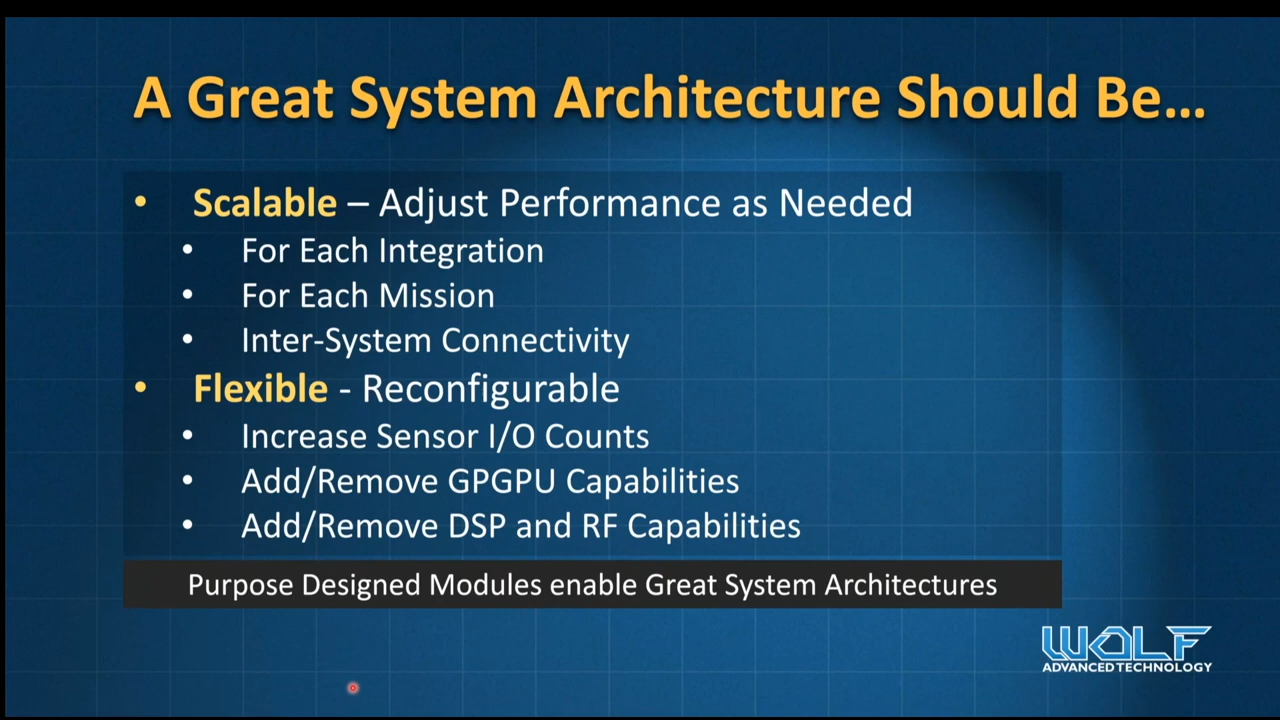 A Great System Architecture Should Be...
• Scalable – Adjust Performance as Needed
• For Each Integration
• For Each Mission
• Inter-System Connectivity
• Flexible - Reconfigurable
• Increase Sensor I/O Counts
• Add/Remove GPGPU Capabilities
• Add/Remove DSP and RF Capabilities
Purpose Designed Modules enable Great System Architectures
WOLF
ADVANCED TECHNOLOGY